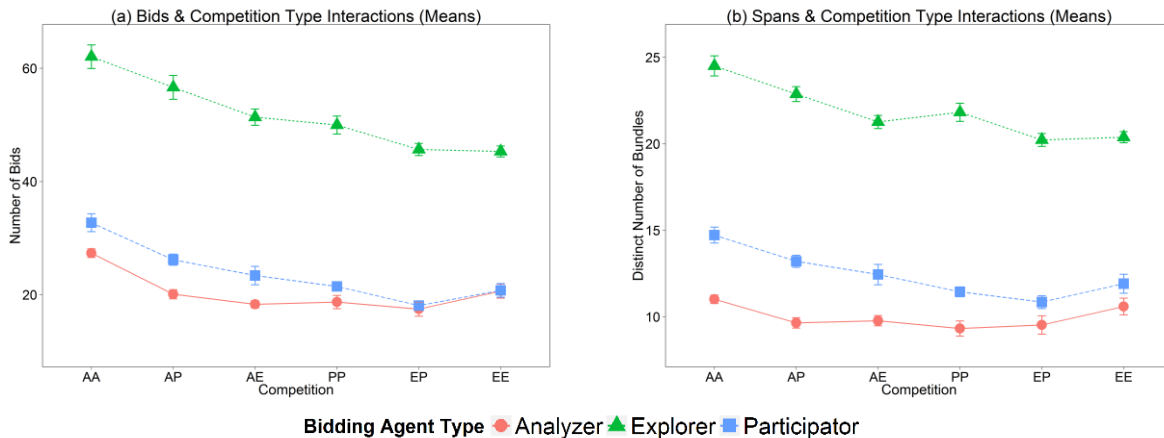 (a) Bids & Competition Type Interactions (Means)
Number of Bids
60
40
20
AA AP AE PP EP EE
Competition
(b) Spans & Competition Type Interactions (Means)
Distinct Number of Bundles
25
20
15
10
AA AP AE PP EP EE
Competition
Bidding Agent Type Analyzer Explorer Participator